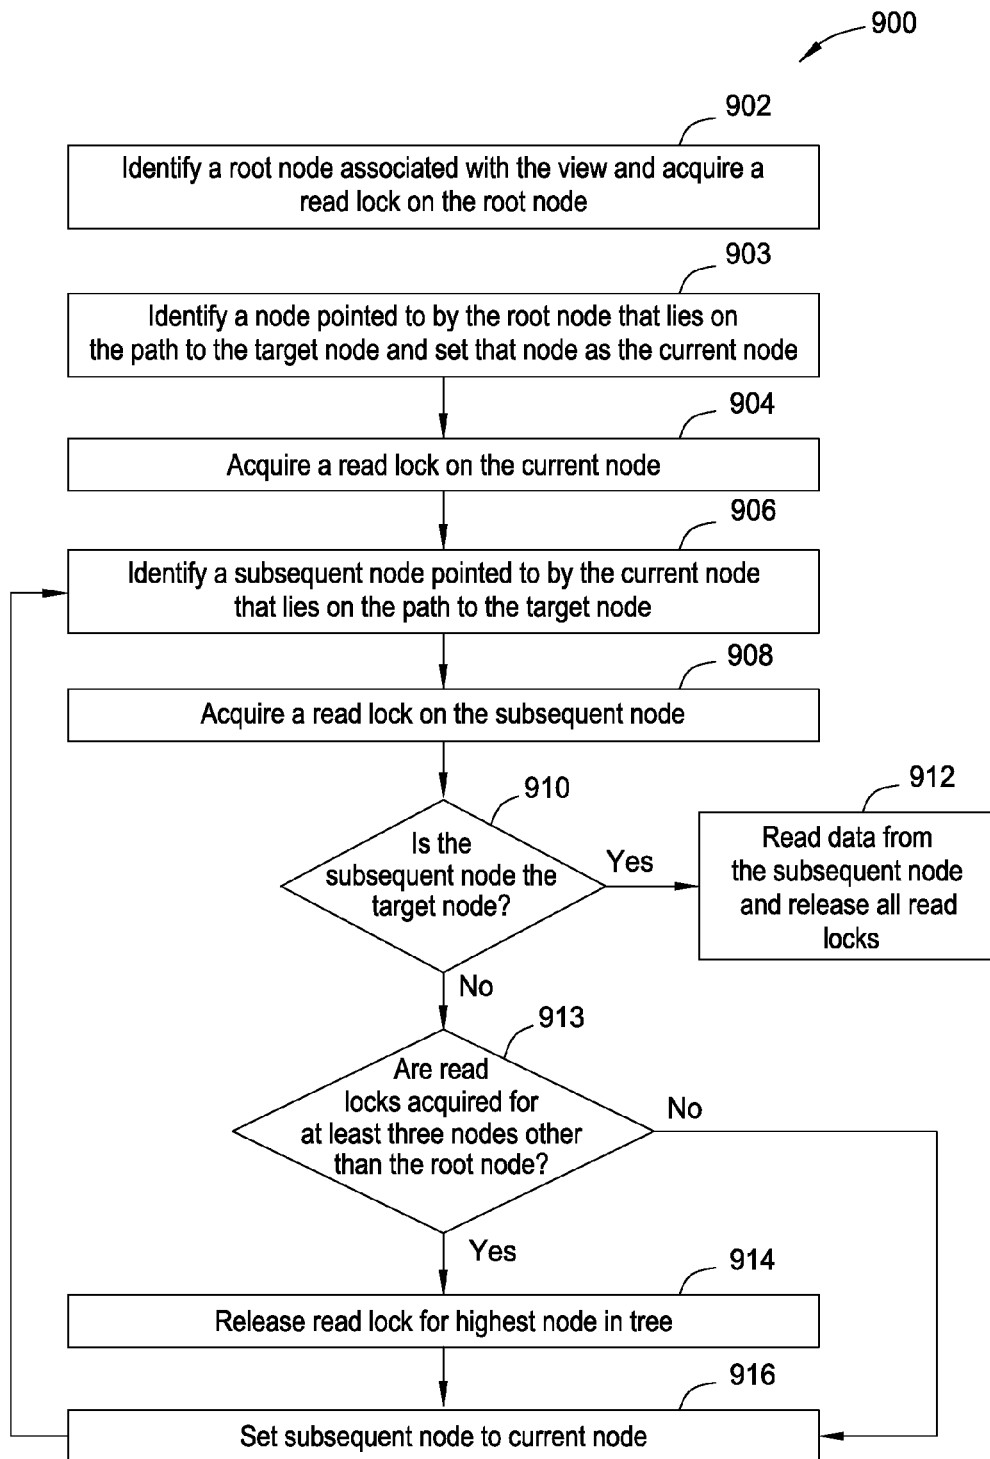 900
902
Identify a root node associated with the view and acquire a
read lock on the root node
903
Identify a node pointed to by the root node that lies on
the path to the target node and set that node as the current node
904
Acquire a read lock on the current node
906
Identify a subsequent node pointed to by the current node
that lies on the path to the target node
908
Acquire a read lock on the subsequent node
910
Is the
subsequent node the
target node?
Yes
912
Read data from
the subsequent node
and release all read
locks
No
913
Are read
locks acquired for
at least three nodes other
than the root node?
No
Yes
914
Release read lock for highest node in tree
916
Set subsequent node to current node